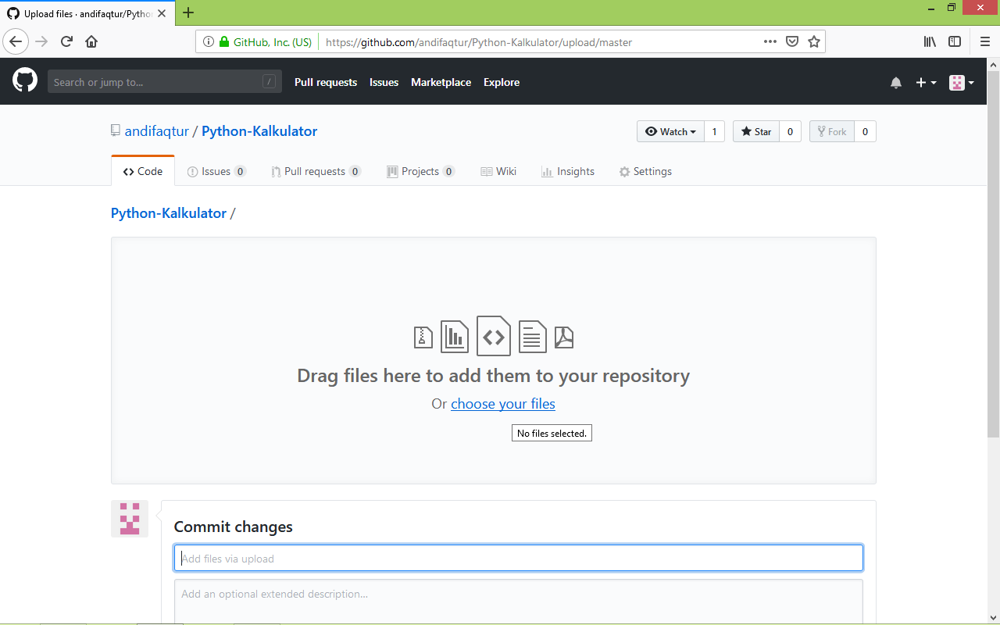 Upload files · andifaqtur/Pytho
GitHub, Inc. (US) https://github.com/andifaqtur/Python-Kalkulator/upload/master
Search or jump to... / Pull requests Issues Marketplace Explore
andifaqtur / Python-Kalkulator Watch 1 Star 0 Fork 0
Code Issues 0 Pull requests 0 Projects 0 Wiki Insights Settings
Python-Kalkulator /
Drag files here to add them to your repository
Or choose your files
No files selected.
Commit changes
Add files via upload
Add an optional extended description...